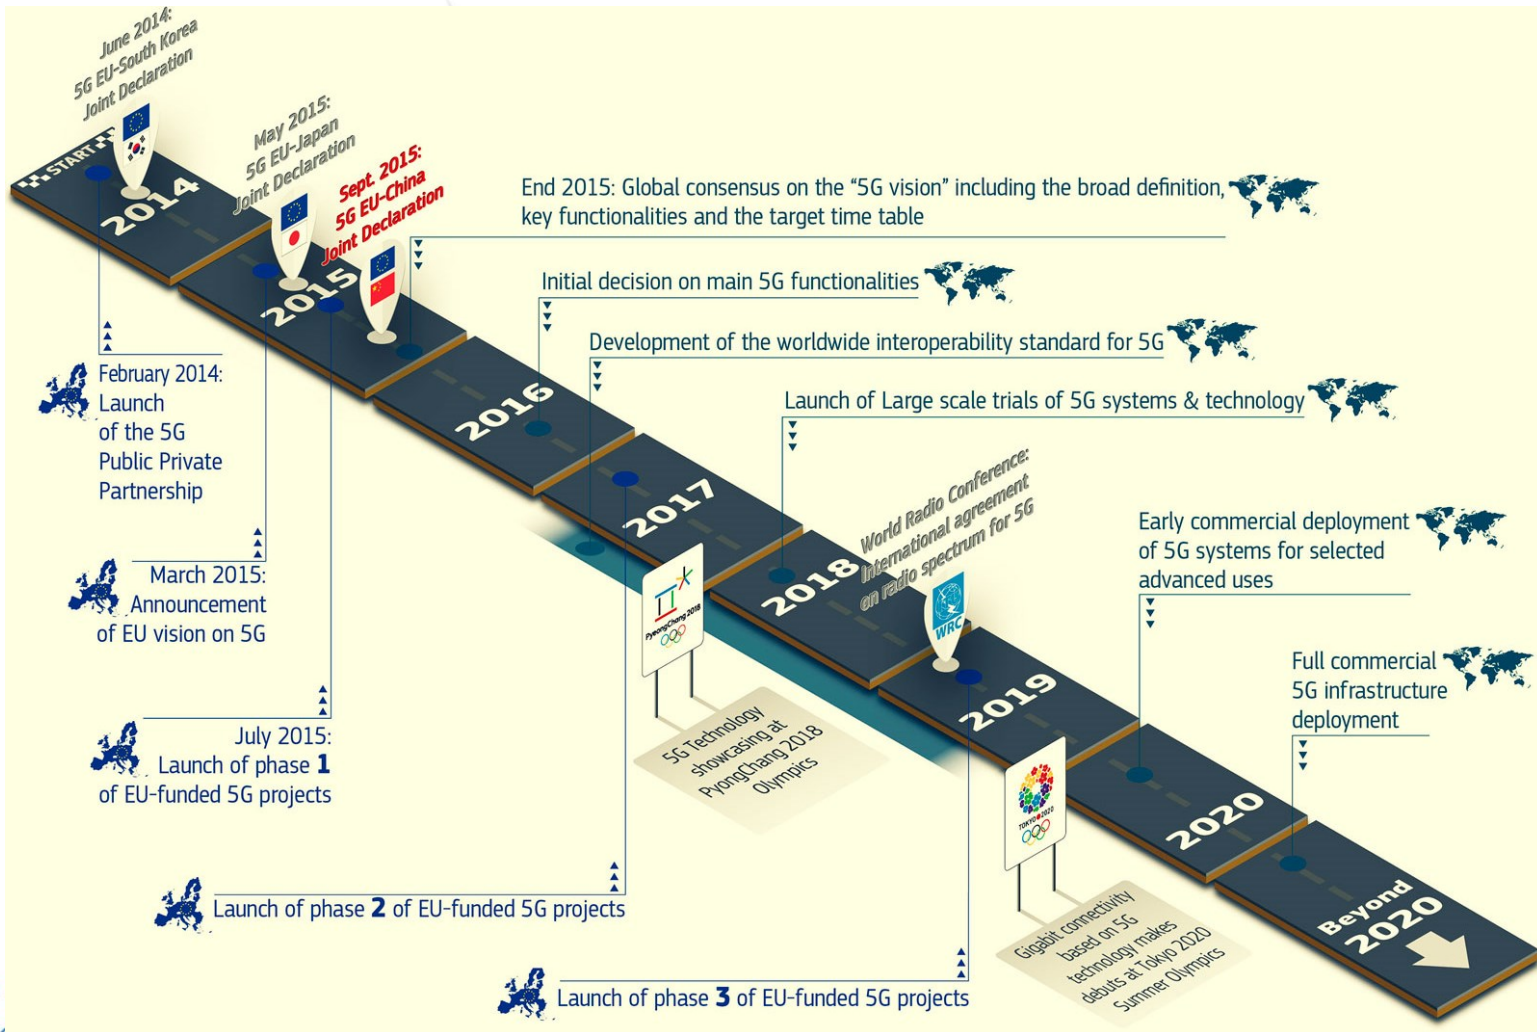 June 2014:
5G EU-South Korea
Joint Declaration
May 2015:
5G EU-Japan
Joint Declaration
Sept. 2015:
5G EU-China
Joint Declaration
START
2014
2015
2016
2017
2018
2019
2020
Beyond
2020
End 2015: Global consensus on the “5G vision” including the broad definition,
key functionalities and the target time table
Initial decision on main 5G functionalities
Development of the worldwide interoperability standard for 5G
Launch of Large scale trials of 5G systems & technology
World Radio Conference:
International agreement
on radio spectrum for 5G
WRC
Early commercial deployment
of 5G systems for selected
advanced uses
Full commercial
5G infrastructure
deployment
February 2014:
Launch
of the 5G
Public Private
Partnership
March 2015:
Announcement
of EU vision on 5G
July 2015:
Launch of phase 1
of EU-funded 5G projects
Launch of phase 2 of EU-funded 5G projects
Launch of phase 3 of EU-funded 5G projects
PyeongChang 2018
5G Technology
showcasing at
PyongChang 2018
Olympics
TOKYO 2020
Gigabit connectivity
based on 5G
technology makes
debuts at Tokyo 2020
Summer Olympics